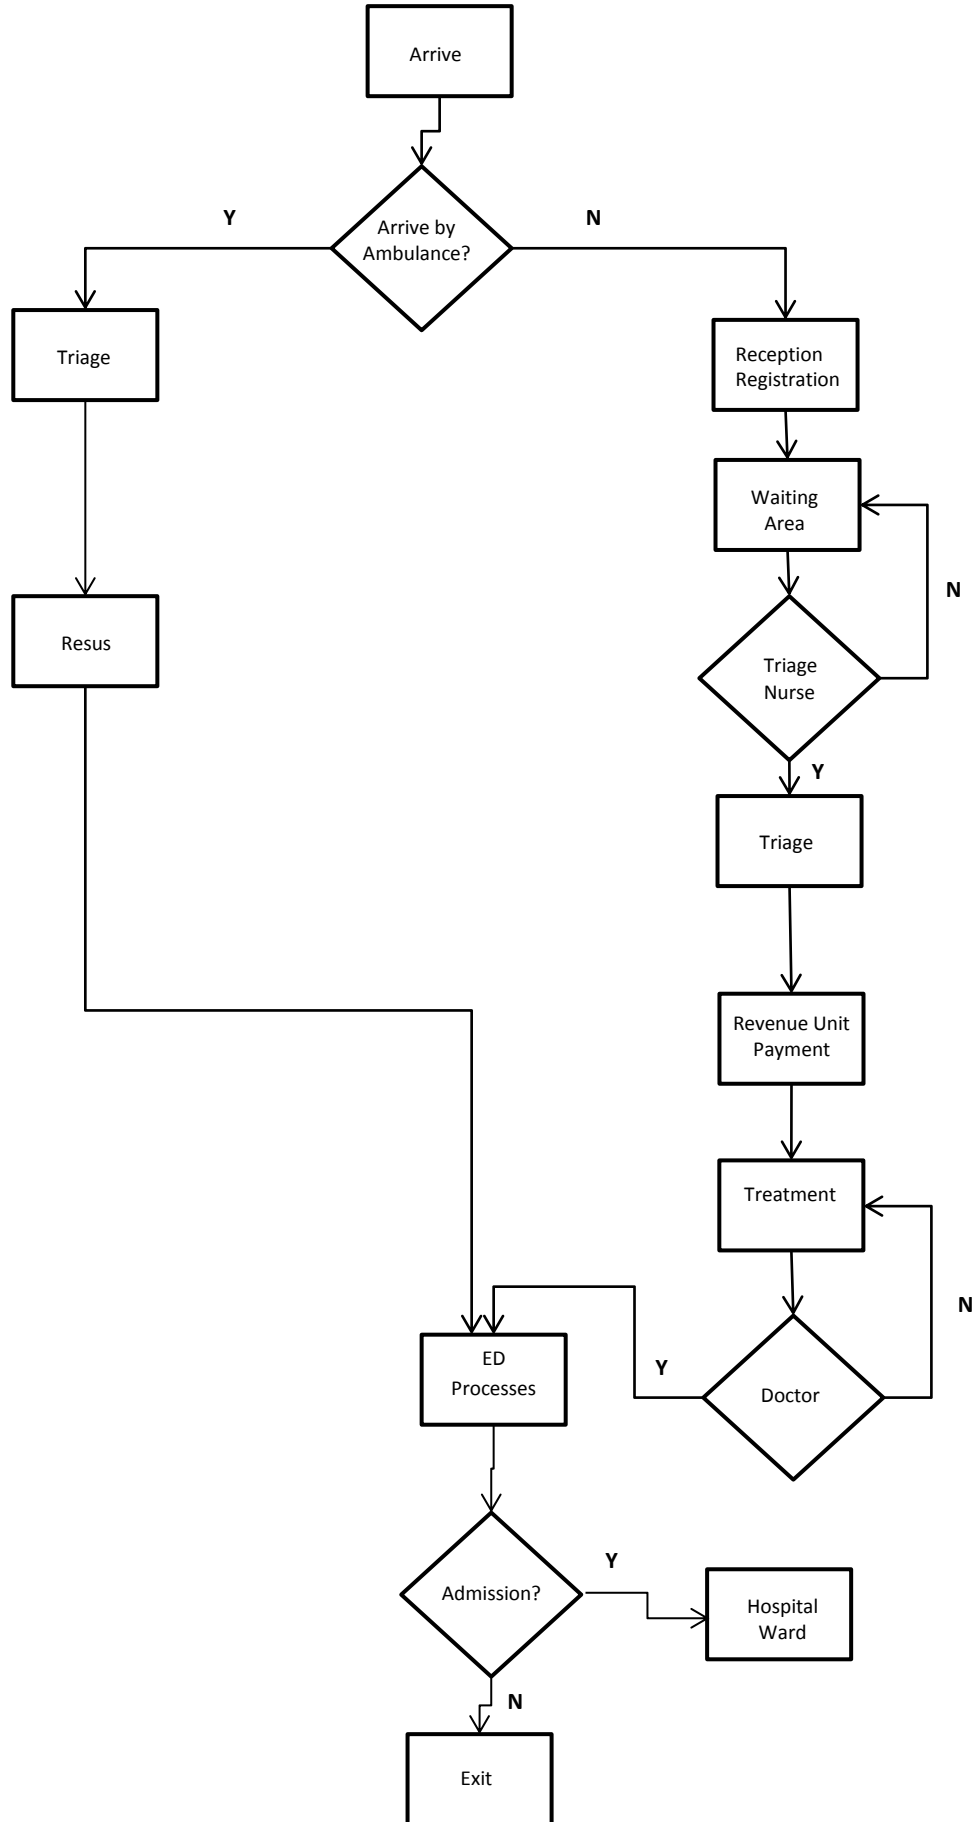 Arrive
Arrive by
Ambulance?
Y
N
Triage
Reception
Registration
Waiting
Area
N
Resus
Triage
Nurse
Y
Triage
Revenue Unit
Payment
Treatment
N
ED
Processes
Y
Doctor
Admission?
Y
Hospital
Ward
N
Exit